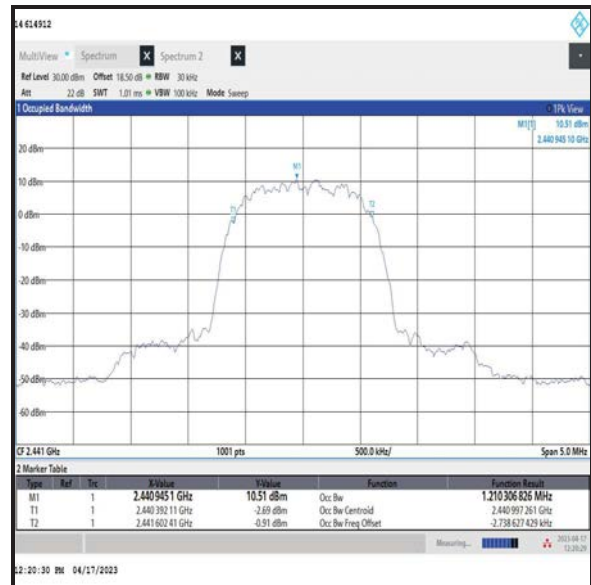 14 614912
MultiView Spectrum X Spectrum 2 X
Ref Level 30.00 dBm Offset 18.50 dB RBW 30 kHz
Att 22 dB SWT 1.01 ms VBW 100 kHz Mode Sweep
1 Occupied Bandwidth 1Pk View
M1[1] 10.51 dBm
2.440 945 10 GHz
20 dBm
M1
10 dBm
T1 T2
0 dBm
-10 dBm
-20 dBm
-30 dBm
-40 dBm
-50 dBm
-60 dBm
CF 2.441 GHz 1001 pts 500.0 kHz/ Span 5.0 MHz
2 Marker Table
Type Ref Trc X-Value Y-Value Function Function Result
M1 1 2.440 945 1 GHz 10.51 dBm Occ Bw 1.210 306 826 MHz
T1 1 2.440 392 11 GHz -2.69 dBm Occ Bw Centroid 2.440 997 261 GHz
T2 1 2.441 602 41 GHz -0.91 dBm Occ Bw Freq Offset -2.738 627 429 kHz
Measuring... 2023-04-17
12:20:29
12:20:30 PM 04/17/2023